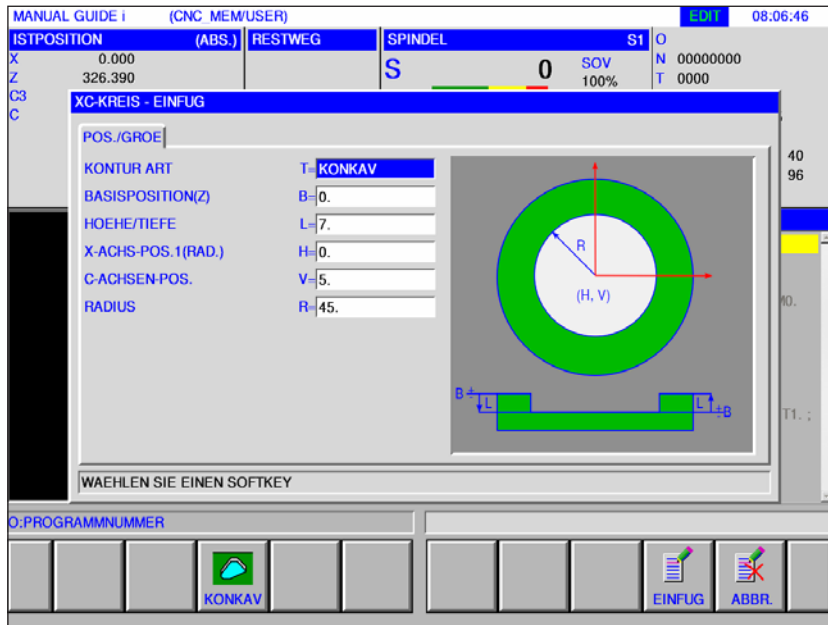 MANUAL GUIDE i (CNC_MEM/USER) EDIT 08:06:46
ISTPOSITION (ABS.) RESTWEG SPINDEL S1 O
X 0.000 S 0 SOV N 00000000
Z 326.390 100% T 0000
C3
C
XC-KREIS - EINFUG
POS./GROE
KONTUR ART T= KONKAV
BASISPOSITION(Z) B= 0.
HOEHE/TIEFE L= 7.
X-ACHS-POS.1(RAD.) H= 0.
C-ACHSEN-POS. V= 5.
RADIUS R= 45.
R
(H, V)
B ± L L ±B
40
96
M0.
T1. ;
WAEHLEN SIE EINEN SOFTKEY
O:PROGRAMMNUMMER
KONKAV EINFUG ABBR.